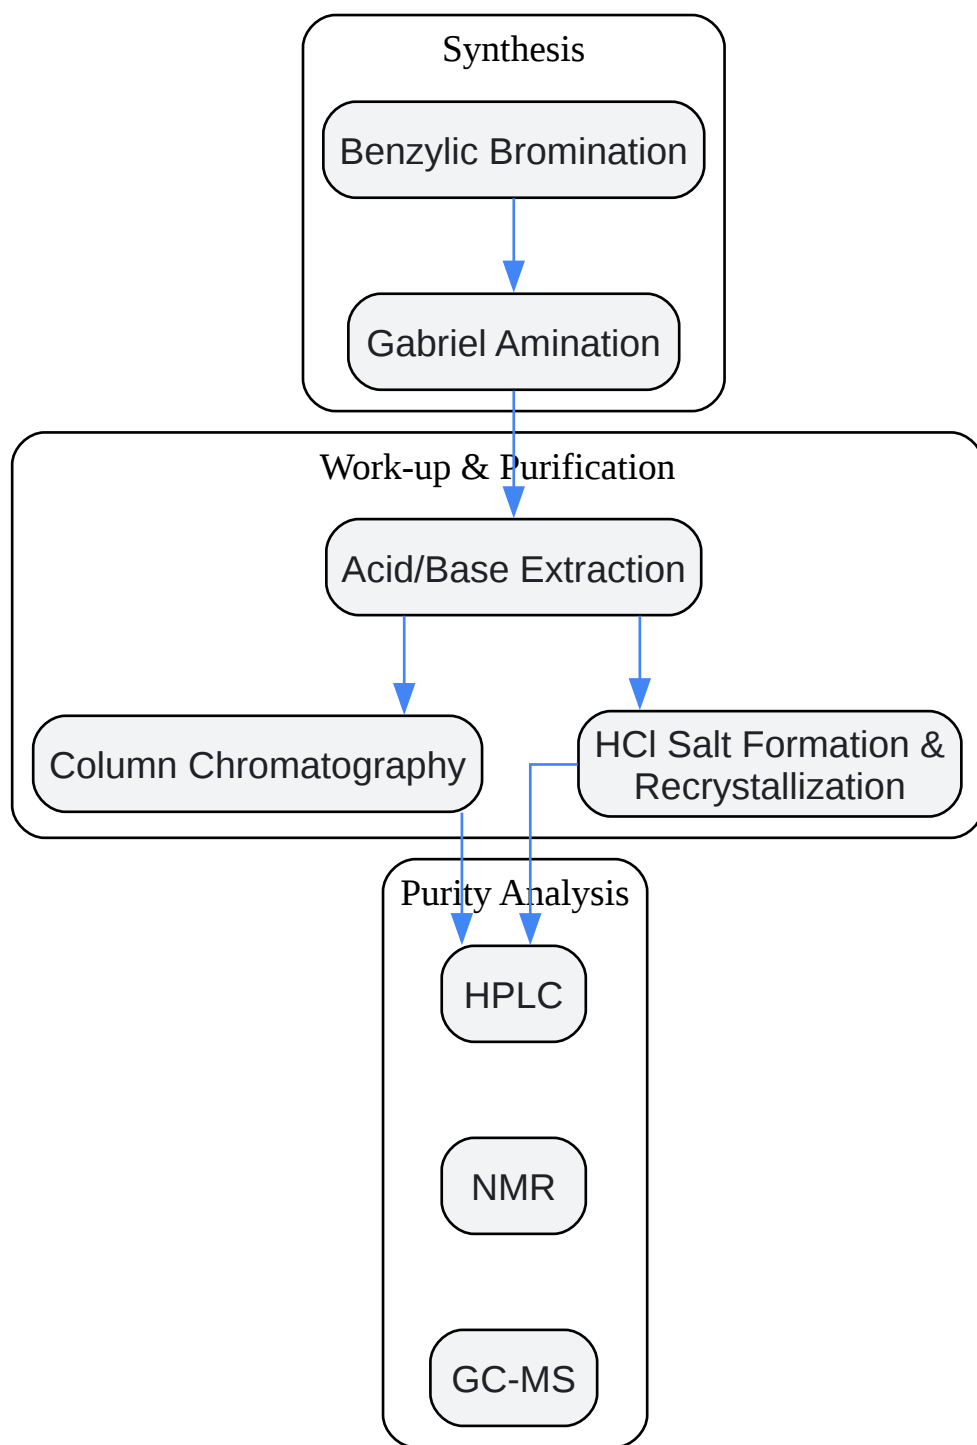 Synthesis
Benzylic Bromination
Gabriel Amination
Work-up & Purification
Acid/Base Extraction
Column Chromatography
HCl Salt Formation &
Recrystallization
Purity Analysis
HPLC
NMR
GC-MS